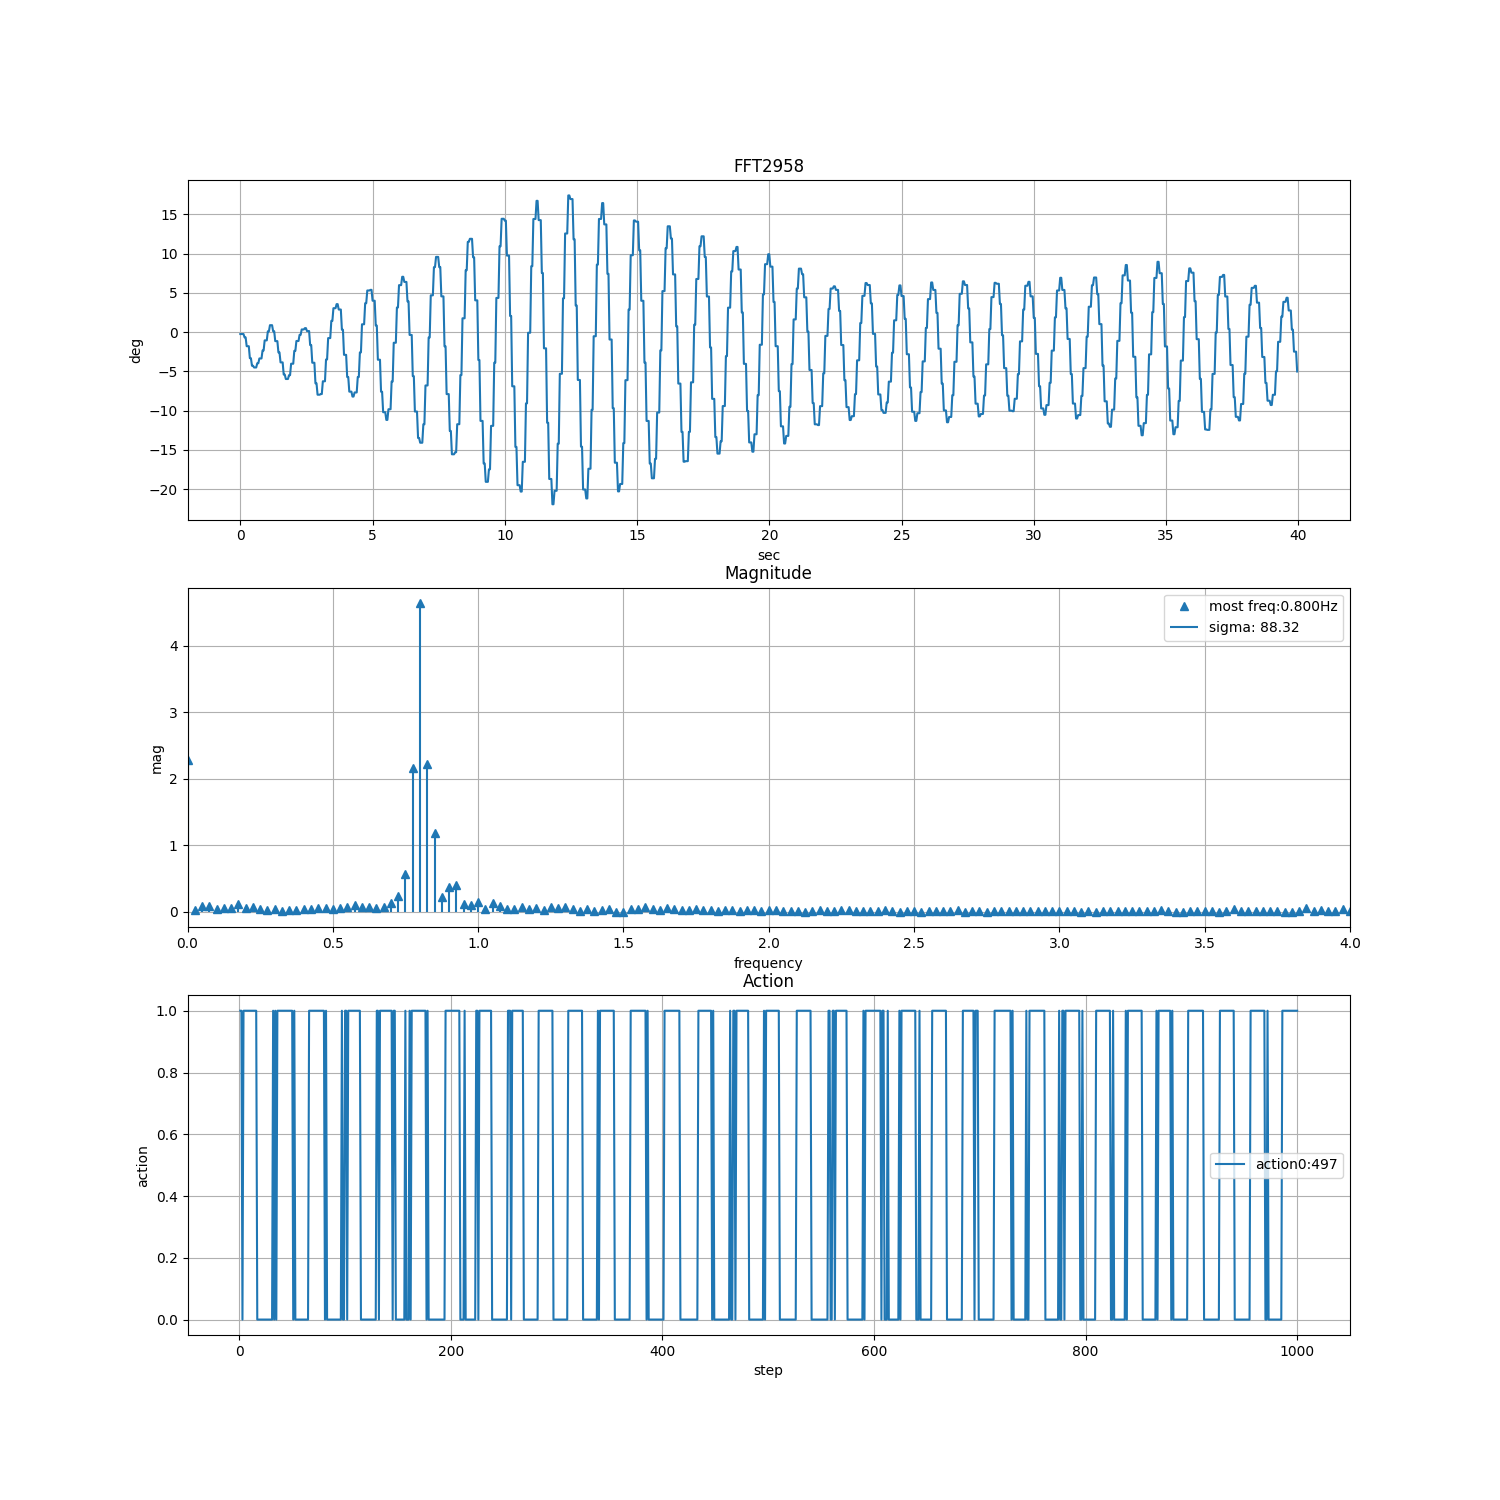 FFT2958
15
10
5
0
−5
−10
−15
−20
deg
0 5 10 15 20 25 30 35 40
sec
Magnitude
most freq:0.800Hz
sigma: 88.32
4
3
2
1
0
mag
0.0 0.5 1.0 1.5 2.0 2.5 3.0 3.5 4.0
frequency
Action
1.0
0.8
0.6
0.4
0.2
0.0
action
action0:497
0 200 400 600 800 1000
step